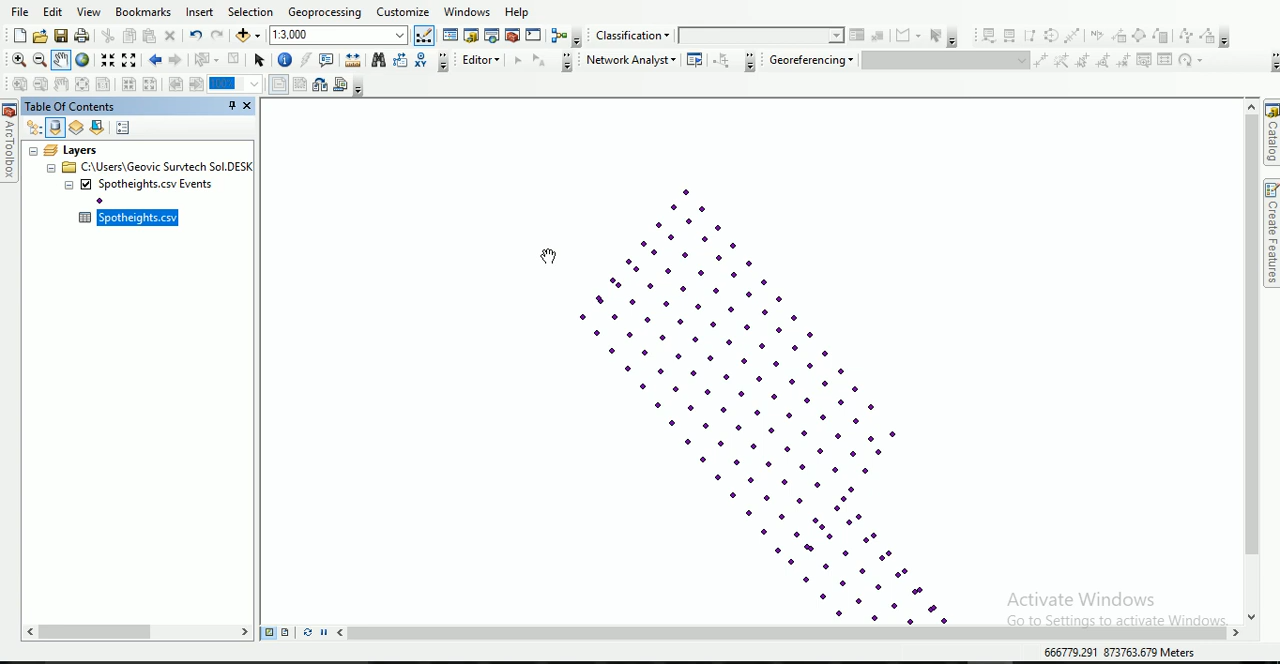 File Edit View Bookmarks Insert Selection Geoprocessing Customize Windows Help
1:3,000 Classification
Editor Network Analyst Georeferencing
100%
Table Of Contents
ArcToolbox
Layers
C:\Users\Geovic Survtech Sol.DESK
Spotheights.csv Events
Spotheights.csv
Catalog
Create Features
Activate Windows
Go to Settings to activate Windows.
666779.291 873763.679 Meters